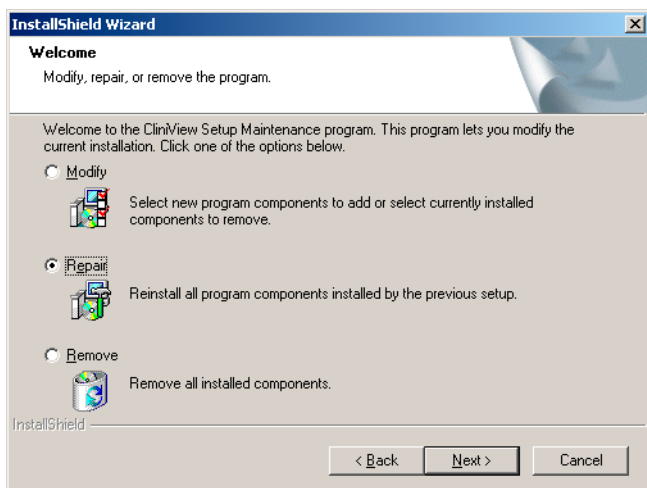 InstallShield Wizard
Welcome
Modify, repair, or remove the program.
Welcome to the CliniView Setup Maintenance program. This program lets you modify the
current installation. Click one of the options below.
Modify
Select new program components to add or select currently installed
components to remove.
Repair
Reinstall all program components installed by the previous setup.
Remove
Remove all installed components.
InstallShield
< Back
Next >
Cancel